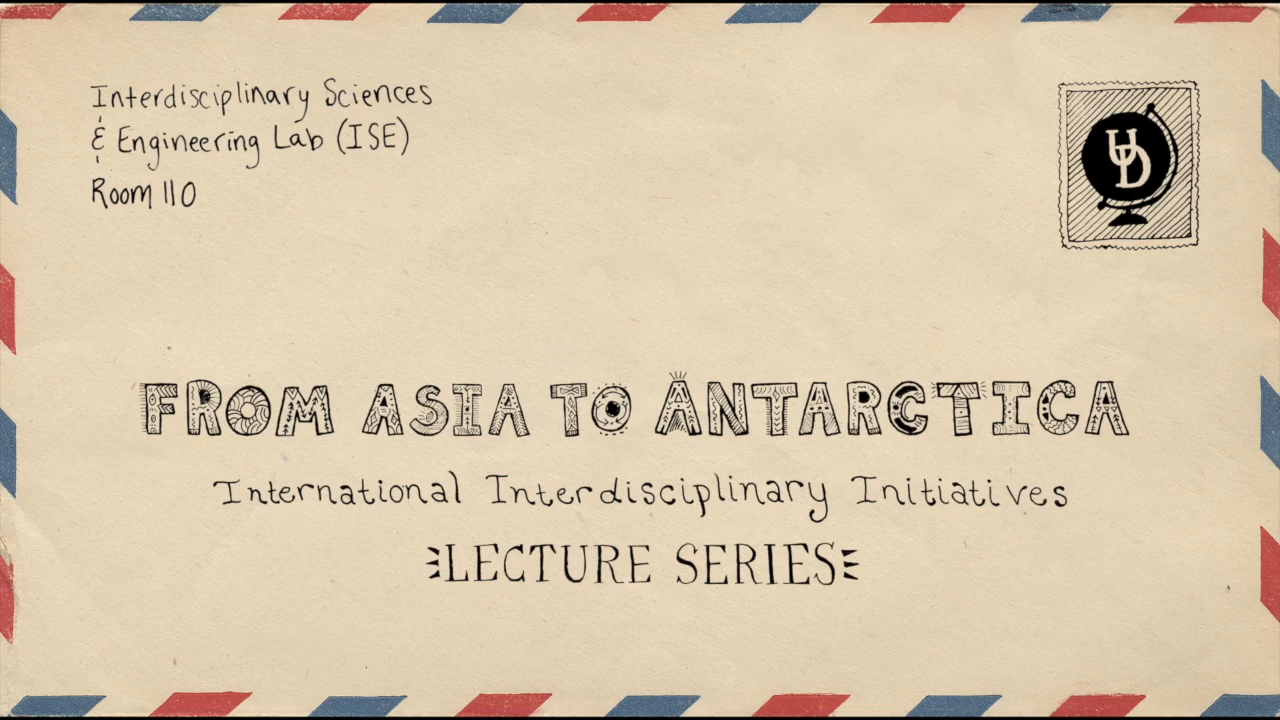 Interdisciplinary Sciences
& Engineering Lab (ISE)
Room 110
UD
FROM ASIA TO ANTARCTICA
International Interdisciplinary Initiatives
LECTURE SERIES